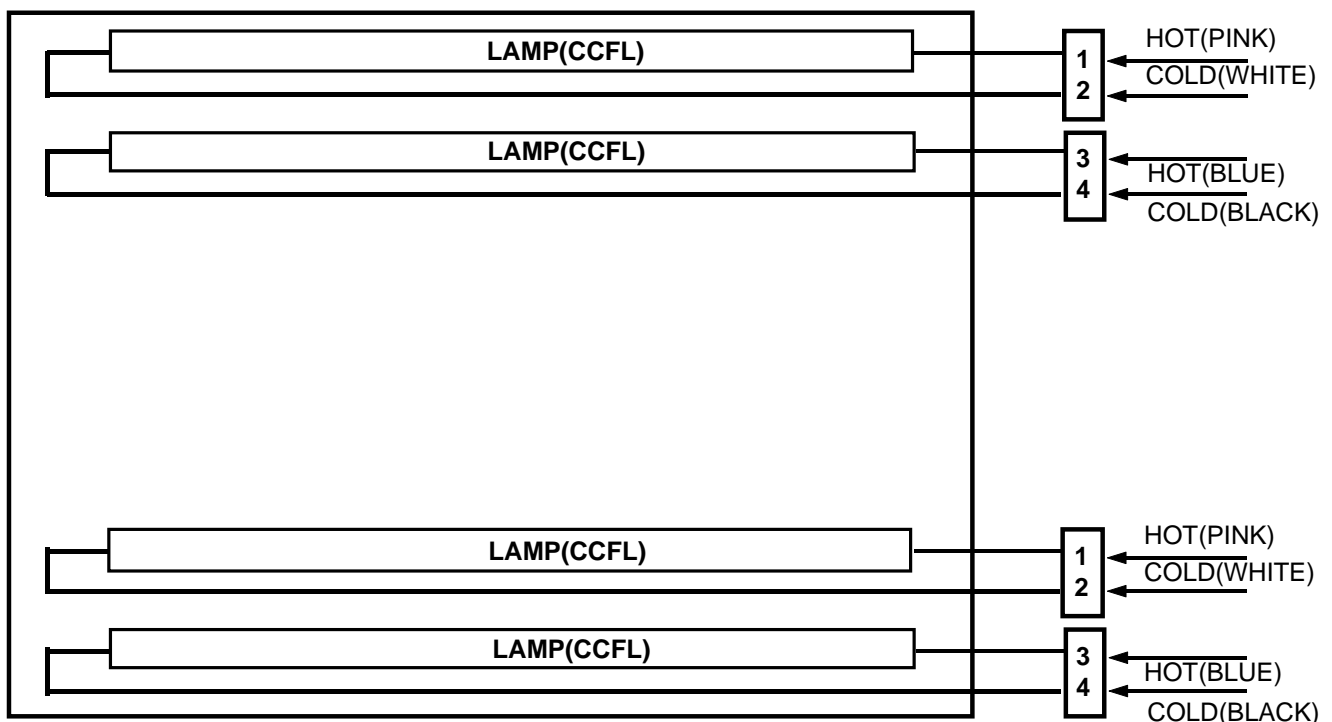 LAMP(CCFL)
1
2
HOT(PINK)
COLD(WHITE)
LAMP(CCFL)
3
4
HOT(BLUE)
COLD(BLACK)
LAMP(CCFL)
1
2
HOT(PINK)
COLD(WHITE)
LAMP(CCFL)
3
4
HOT(BLUE)
COLD(BLACK)